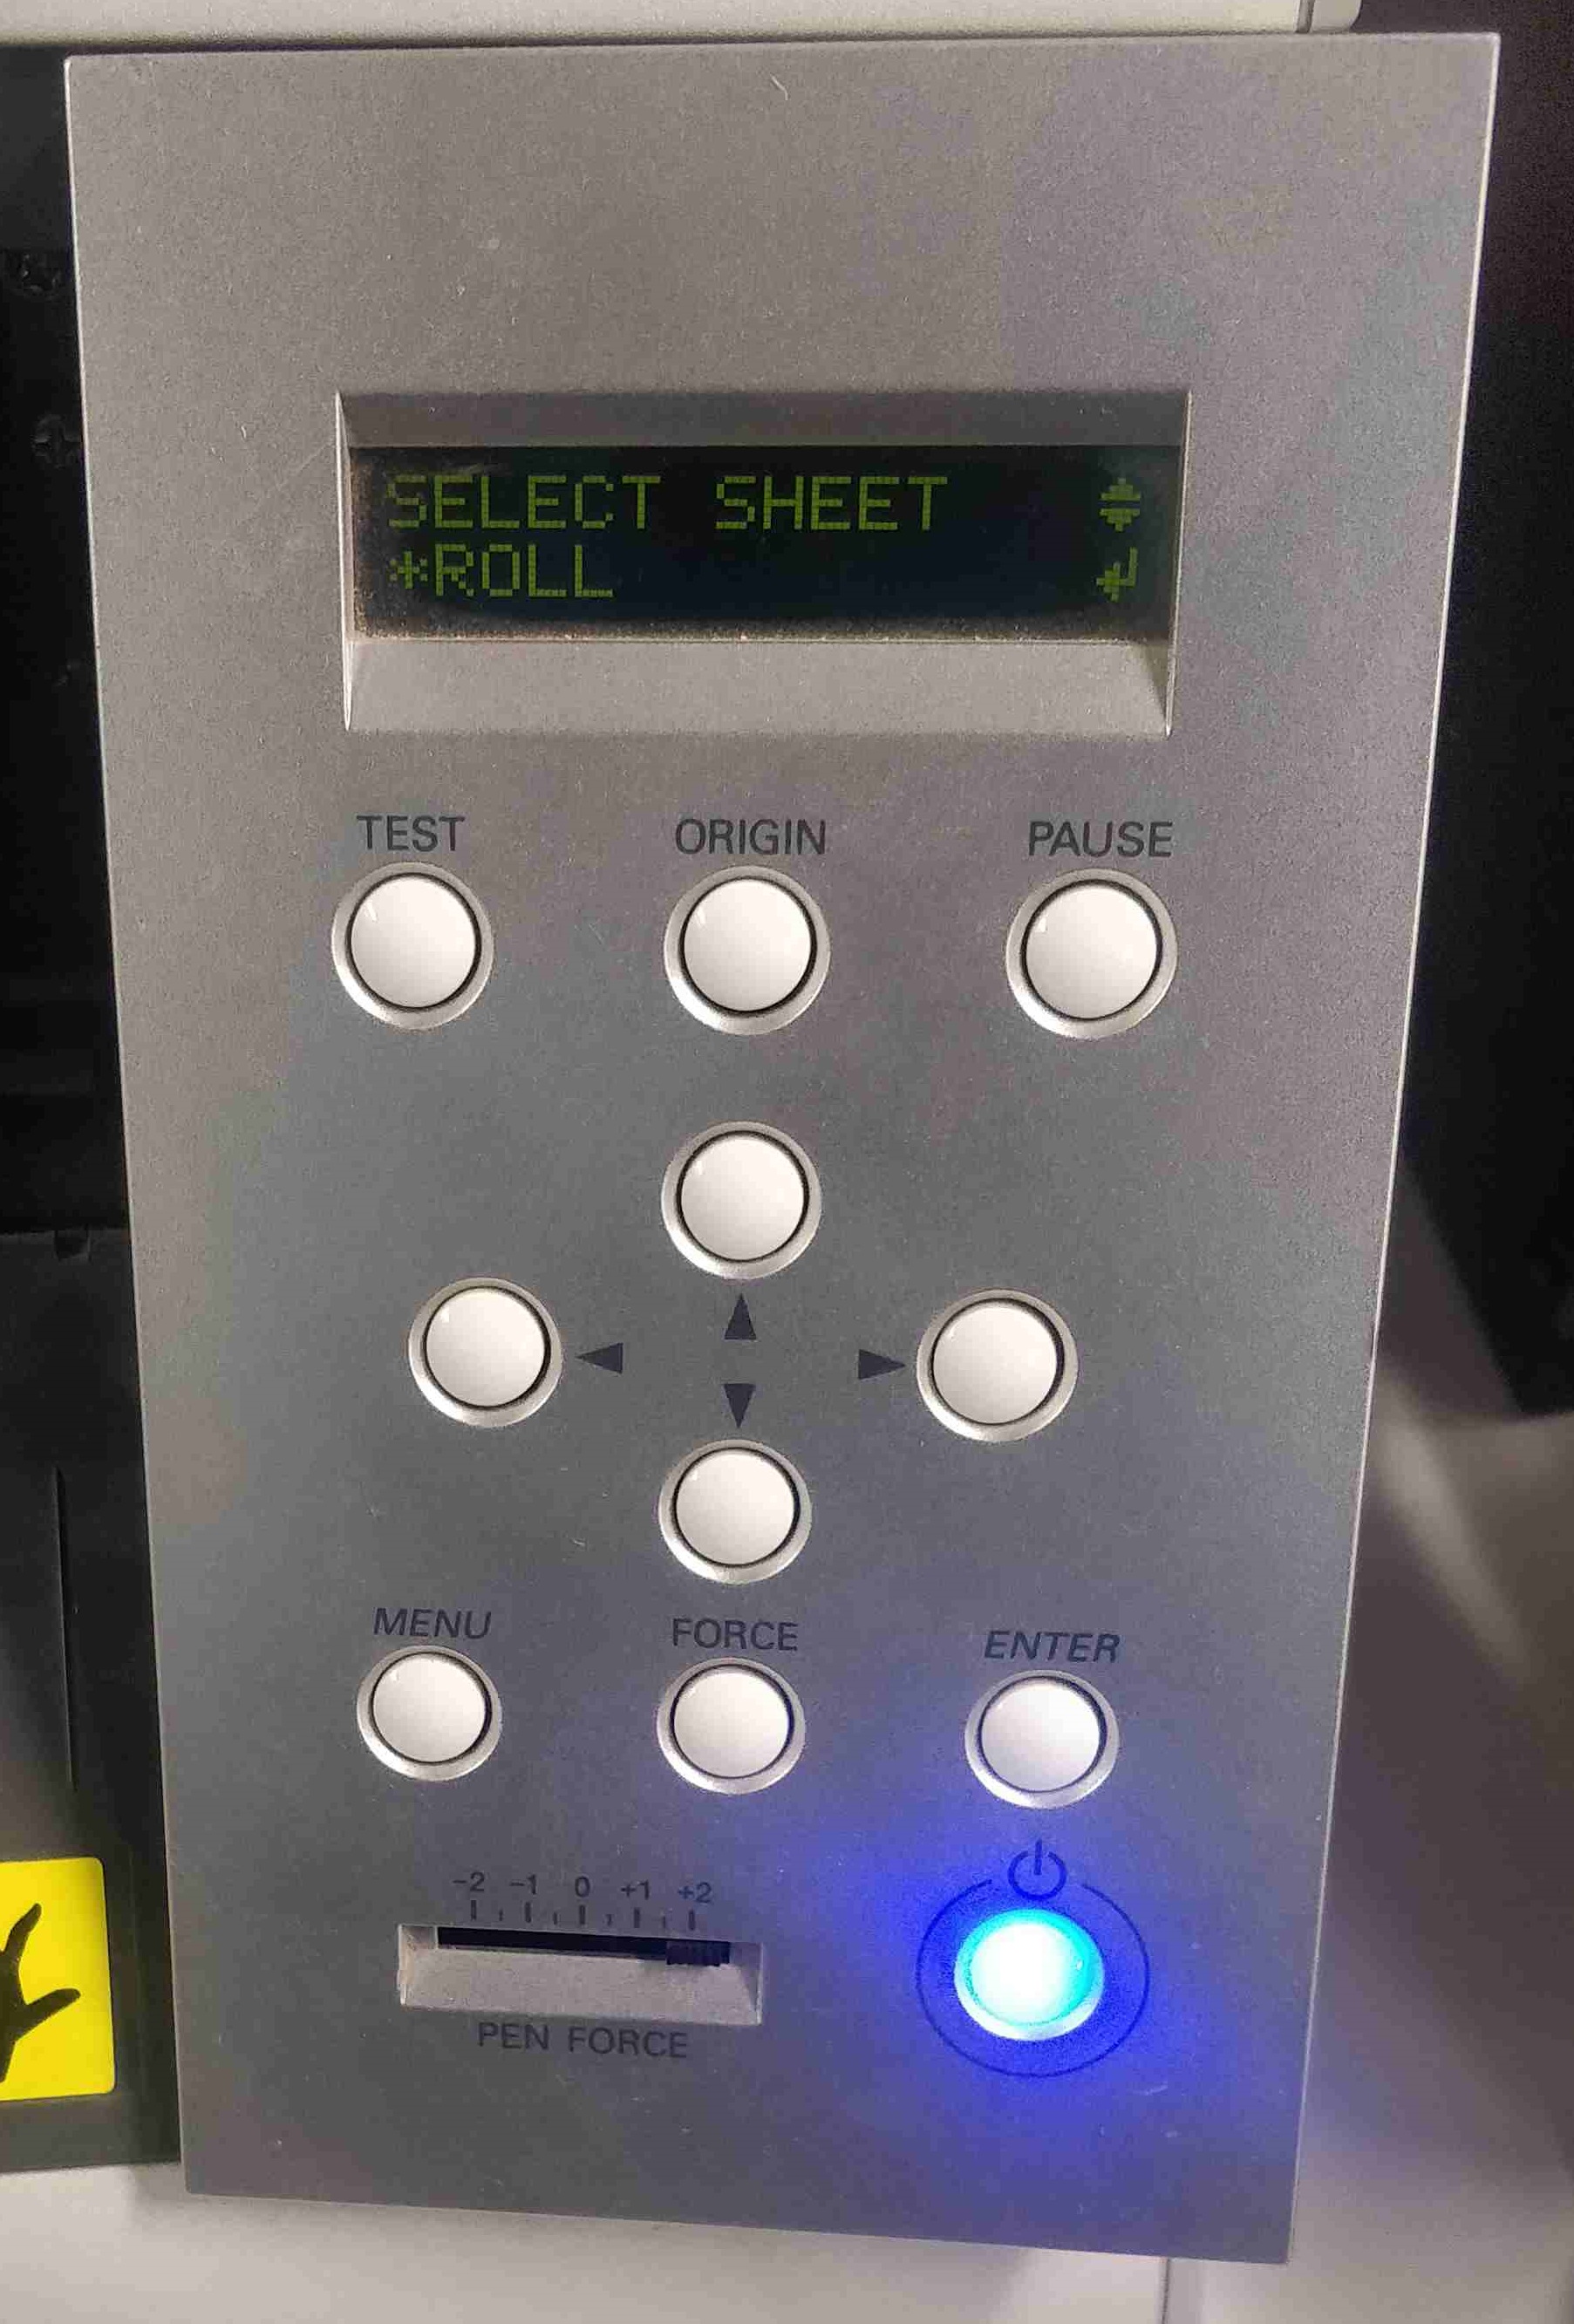 SELECT SHEET
*ROLL
TEST ORIGIN PAUSE
MENU FORCE ENTER
-2 -1 0 +1 +2
PEN FORCE